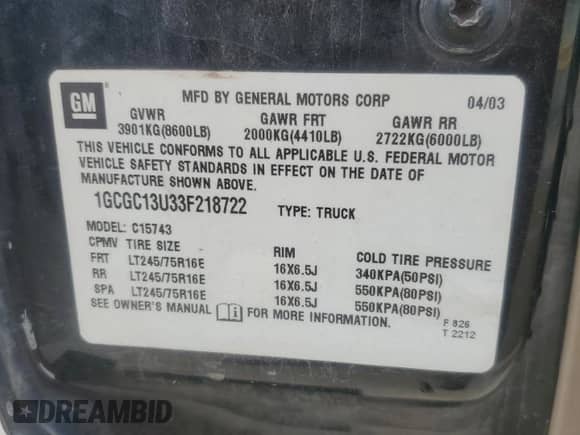 GM
MFD BY GENERAL MOTORS CORP 04/03
GVWR GAWR FRT GAWR RR
3901KG(8600LB) 2000KG(4410LB) 2722KG(6000LB)
THIS VEHICLE CONFORMS TO ALL APPLICABLE U.S. FEDERAL MOTOR
VEHICLE SAFETY STANDARDS IN EFFECT ON THE DATE OF
MANUFACTURE SHOWN ABOVE.
1GCGC13U33F218722 TYPE: TRUCK
MODEL: C15743
CPMV TIRE SIZE RIM COLD TIRE PRESSURE
FRT LT245/75R16E 16X6.5J 340KPA(50PSI)
RR LT245/75R16E 16X6.5J 550KPA(80PSI)
SPA LT245/75R16E 16X6.5J 550KPA(80PSI)
SEE OWNER'S MANUAL i FOR MORE INFORMATION.
F 826
T 2212
DREAMBID